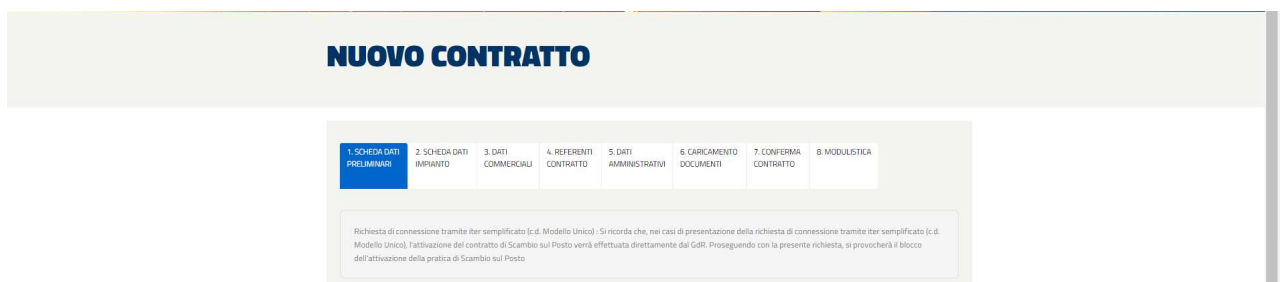 NUOVO CONTRATTO
1. SCHEDA DATI PRELIMINARI
2. SCHEDA DATI IMPIANTO
3. DATI COMMERCIALI
4. REFERENTI CONTRATTO
5. DATI AMMINISTRATIVI
6. CARICAMENTO DOCUMENTI
7. CONFERMA CONTRATTO
8. MODULISTICA
Richiesta di connessione tramite iter semplificato (c.d. Modello Unico) : Si ricorda che, nei casi di presentazione della richiesta di connessione tramite iter semplificato (c.d.
Modello Unico), l'attivazione del contratto di Scambio sul Posto verrà effettuata direttamente dal GdR. Proseguendo con la presente richiesta, si provocherà il blocco
dell'attivazione della pratica di Scambio sul Posto